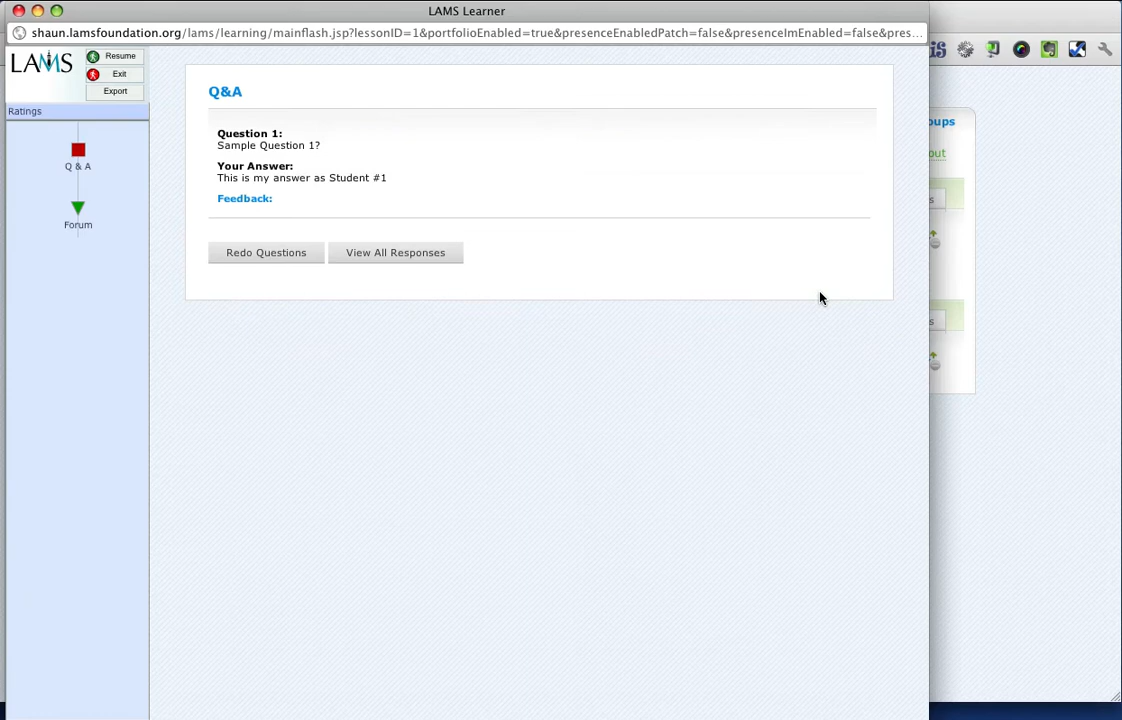 LAMS Learner
shaun.lamsfoundation.org/lams/learning/mainflash.jsp?lessonID=1&portfolioEnabled=true&presenceEnabledPatch=false&presenceImEnabled=false&pres...
LAMS
Resume
Exit
Export
Ratings
Q & A
Forum
Q&A
Question 1:
Sample Question 1?
Your Answer:
This is my answer as Student #1
Feedback:
Redo Questions
View All Responses
oups
out
s
s